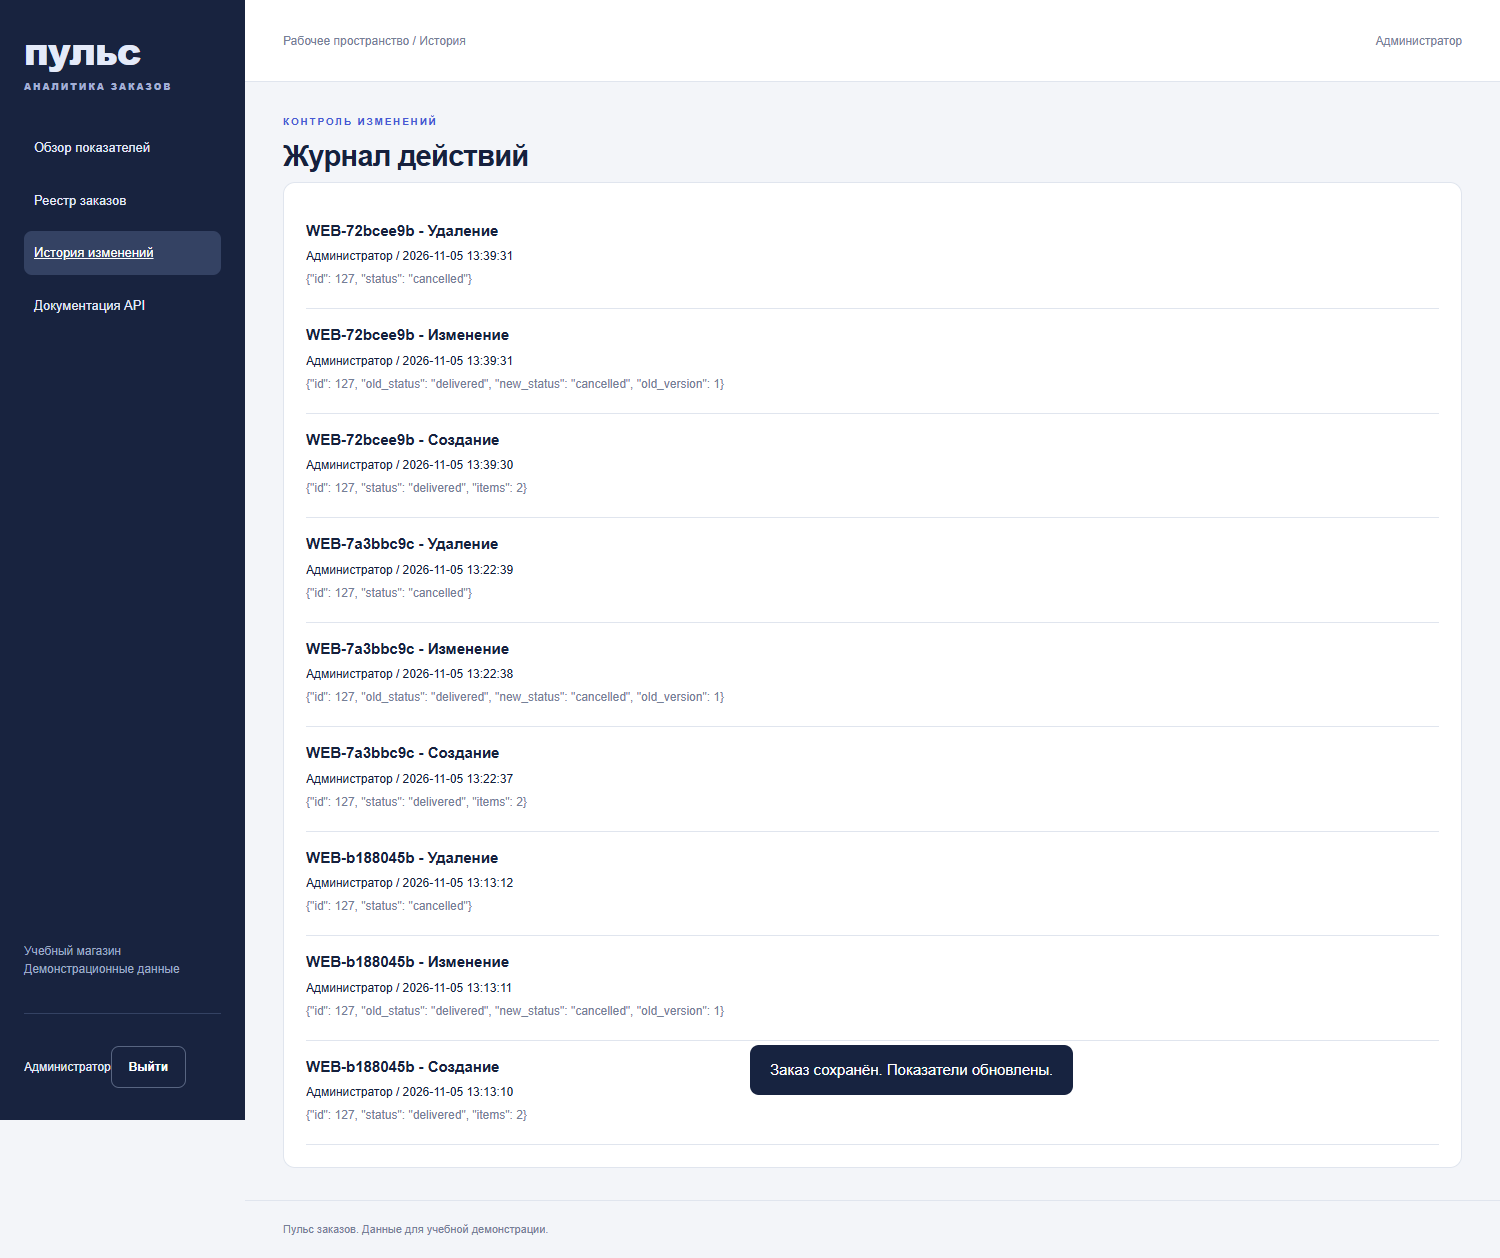 пульс
АНАЛИТИКА ЗАКАЗОВ
Обзор показателей
Реестр заказов
История изменений
Документация API
Учебный магазин
Демонстрационные данные
Администратор
Выйти
Рабочее пространство / История
Администратор
КОНТРОЛЬ ИЗМЕНЕНИЙ
Журнал действий
WEB-72bcee9b - Удаление
Администратор / 2026-11-05 13:39:31
{"id": 127, "status": "cancelled"}
WEB-72bcee9b - Изменение
Администратор / 2026-11-05 13:39:31
{"id": 127, "old_status": "delivered", "new_status": "cancelled", "old_version": 1}
WEB-72bcee9b - Создание
Администратор / 2026-11-05 13:39:30
{"id": 127, "status": "delivered", "items": 2}
WEB-7a3bbc9c - Удаление
Администратор / 2026-11-05 13:22:39
{"id": 127, "status": "cancelled"}
WEB-7a3bbc9c - Изменение
Администратор / 2026-11-05 13:22:38
{"id": 127, "old_status": "delivered", "new_status": "cancelled", "old_version": 1}
WEB-7a3bbc9c - Создание
Администратор / 2026-11-05 13:22:37
{"id": 127, "status": "delivered", "items": 2}
WEB-b188045b - Удаление
Администратор / 2026-11-05 13:13:12
{"id": 127, "status": "cancelled"}
WEB-b188045b - Изменение
Администратор / 2026-11-05 13:13:11
{"id": 127, "old_status": "delivered", "new_status": "cancelled", "old_version": 1}
WEB-b188045b - Создание
Администратор / 2026-11-05 13:13:10
{"id": 127, "status": "delivered", "items": 2}
Заказ сохранён. Показатели обновлены.
Пульс заказов. Данные для учебной демонстрации.